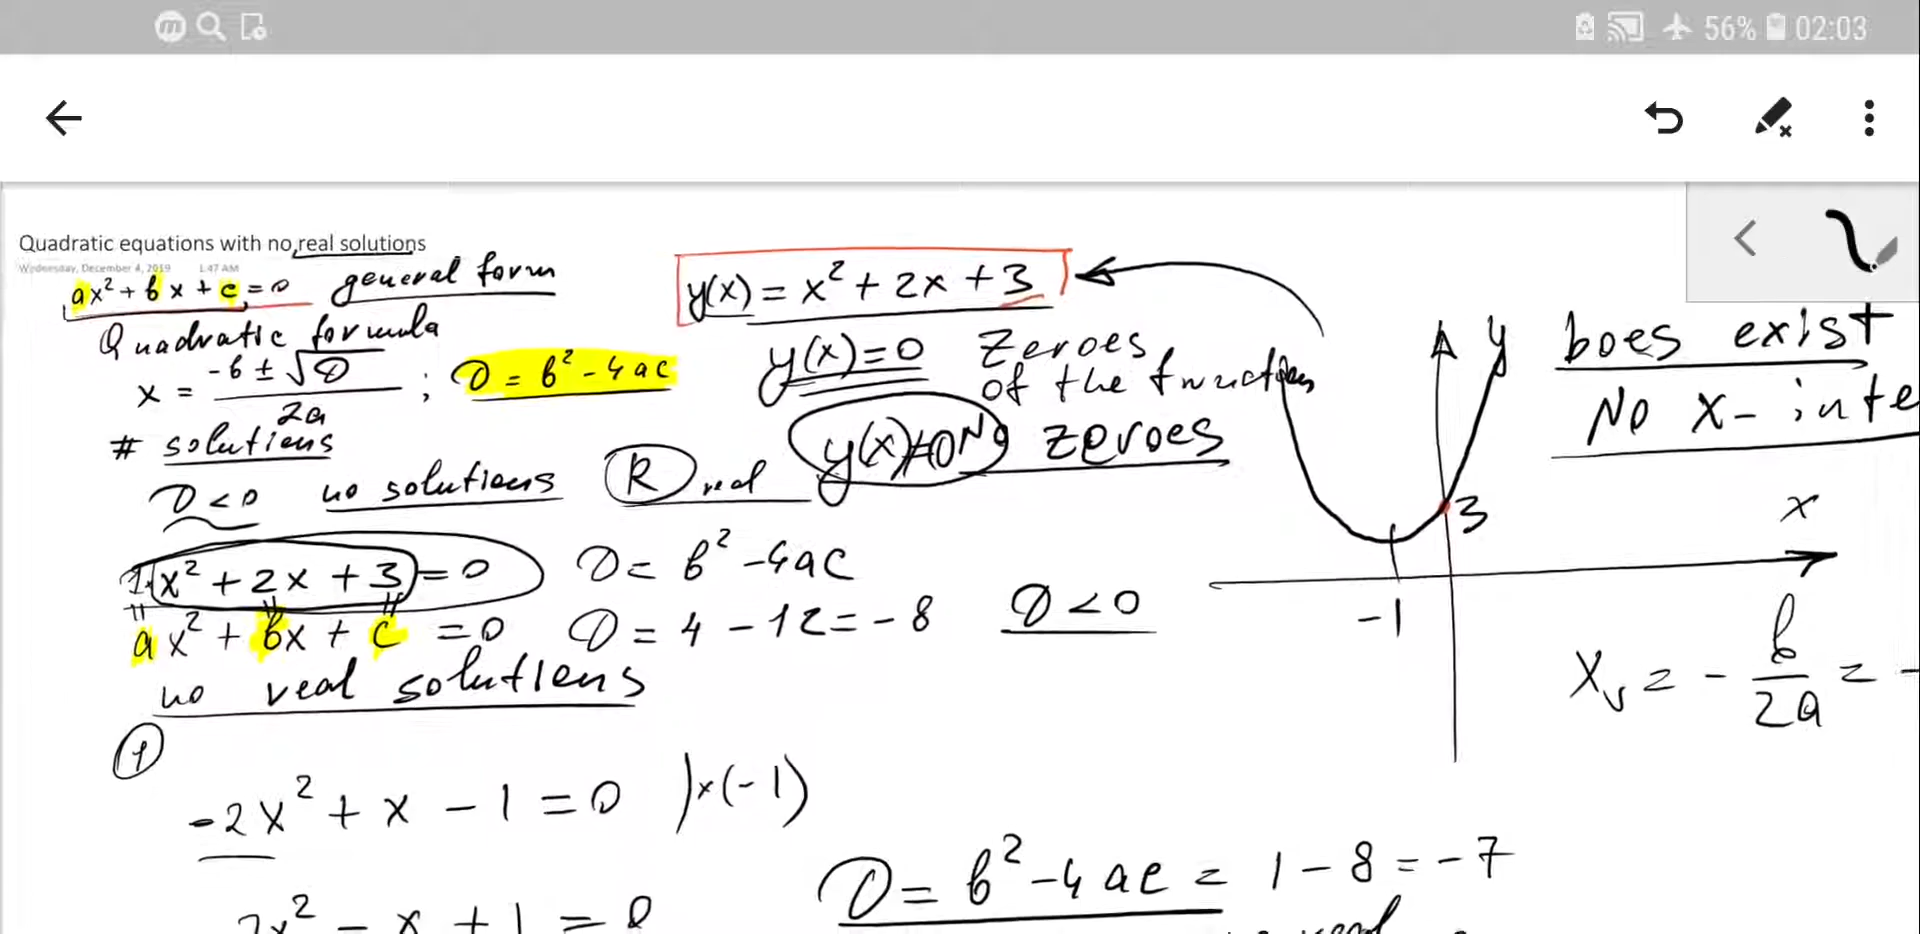 56% 02:03
Quadratic equations with no real solutions
Wednesday, December 4, 2019 1:47 AM
ax² + bx + c = 0 general form
Quadratic formula
x = (-b ± √D) / 2a ; D = b² - 4ac
# solutions
D < 0 no solutions R real
1·x² + 2x + 3 = 0
ax² + bx + c = 0
no real solutions
D = b² - 4ac
D = 4 - 12 = -8 D < 0
y(x) = x² + 2x + 3
y(x) = 0 zeroes
of the function
y(x) ≠ 0 No zeroes
y
exist
No x- inte
3
x
-1
Xv = - b/2a = -
1
-2x² + x - 1 = 0 )×(-1)
2x² - x + 1 = 0
D = b² - 4ac = 1 - 8 = -7
real